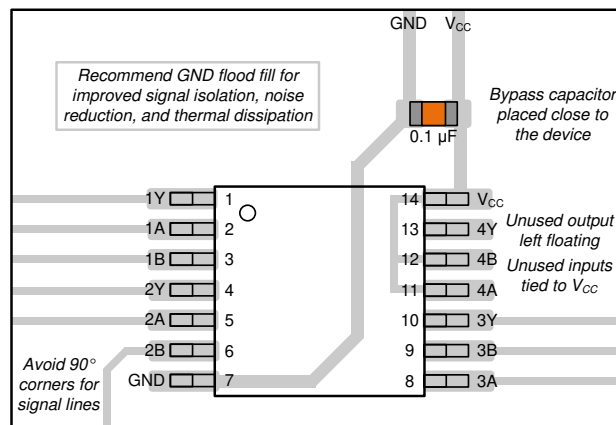 GND VCC
Recommend GND flood fill for
improved signal isolation, noise
reduction, and thermal dissipation
Bypass capacitor
placed close to
the device
0.1 µF
1Y 1 14 VCC
1A 2 13 4Y
Unused output
left floating
1B 3 12 4B
Unused inputs
tied to VCC
2Y 4 11 4A
2A 5 10 3Y
2B 6 9 3B
GND 7 8 3A
Avoid 90°
corners for
signal lines